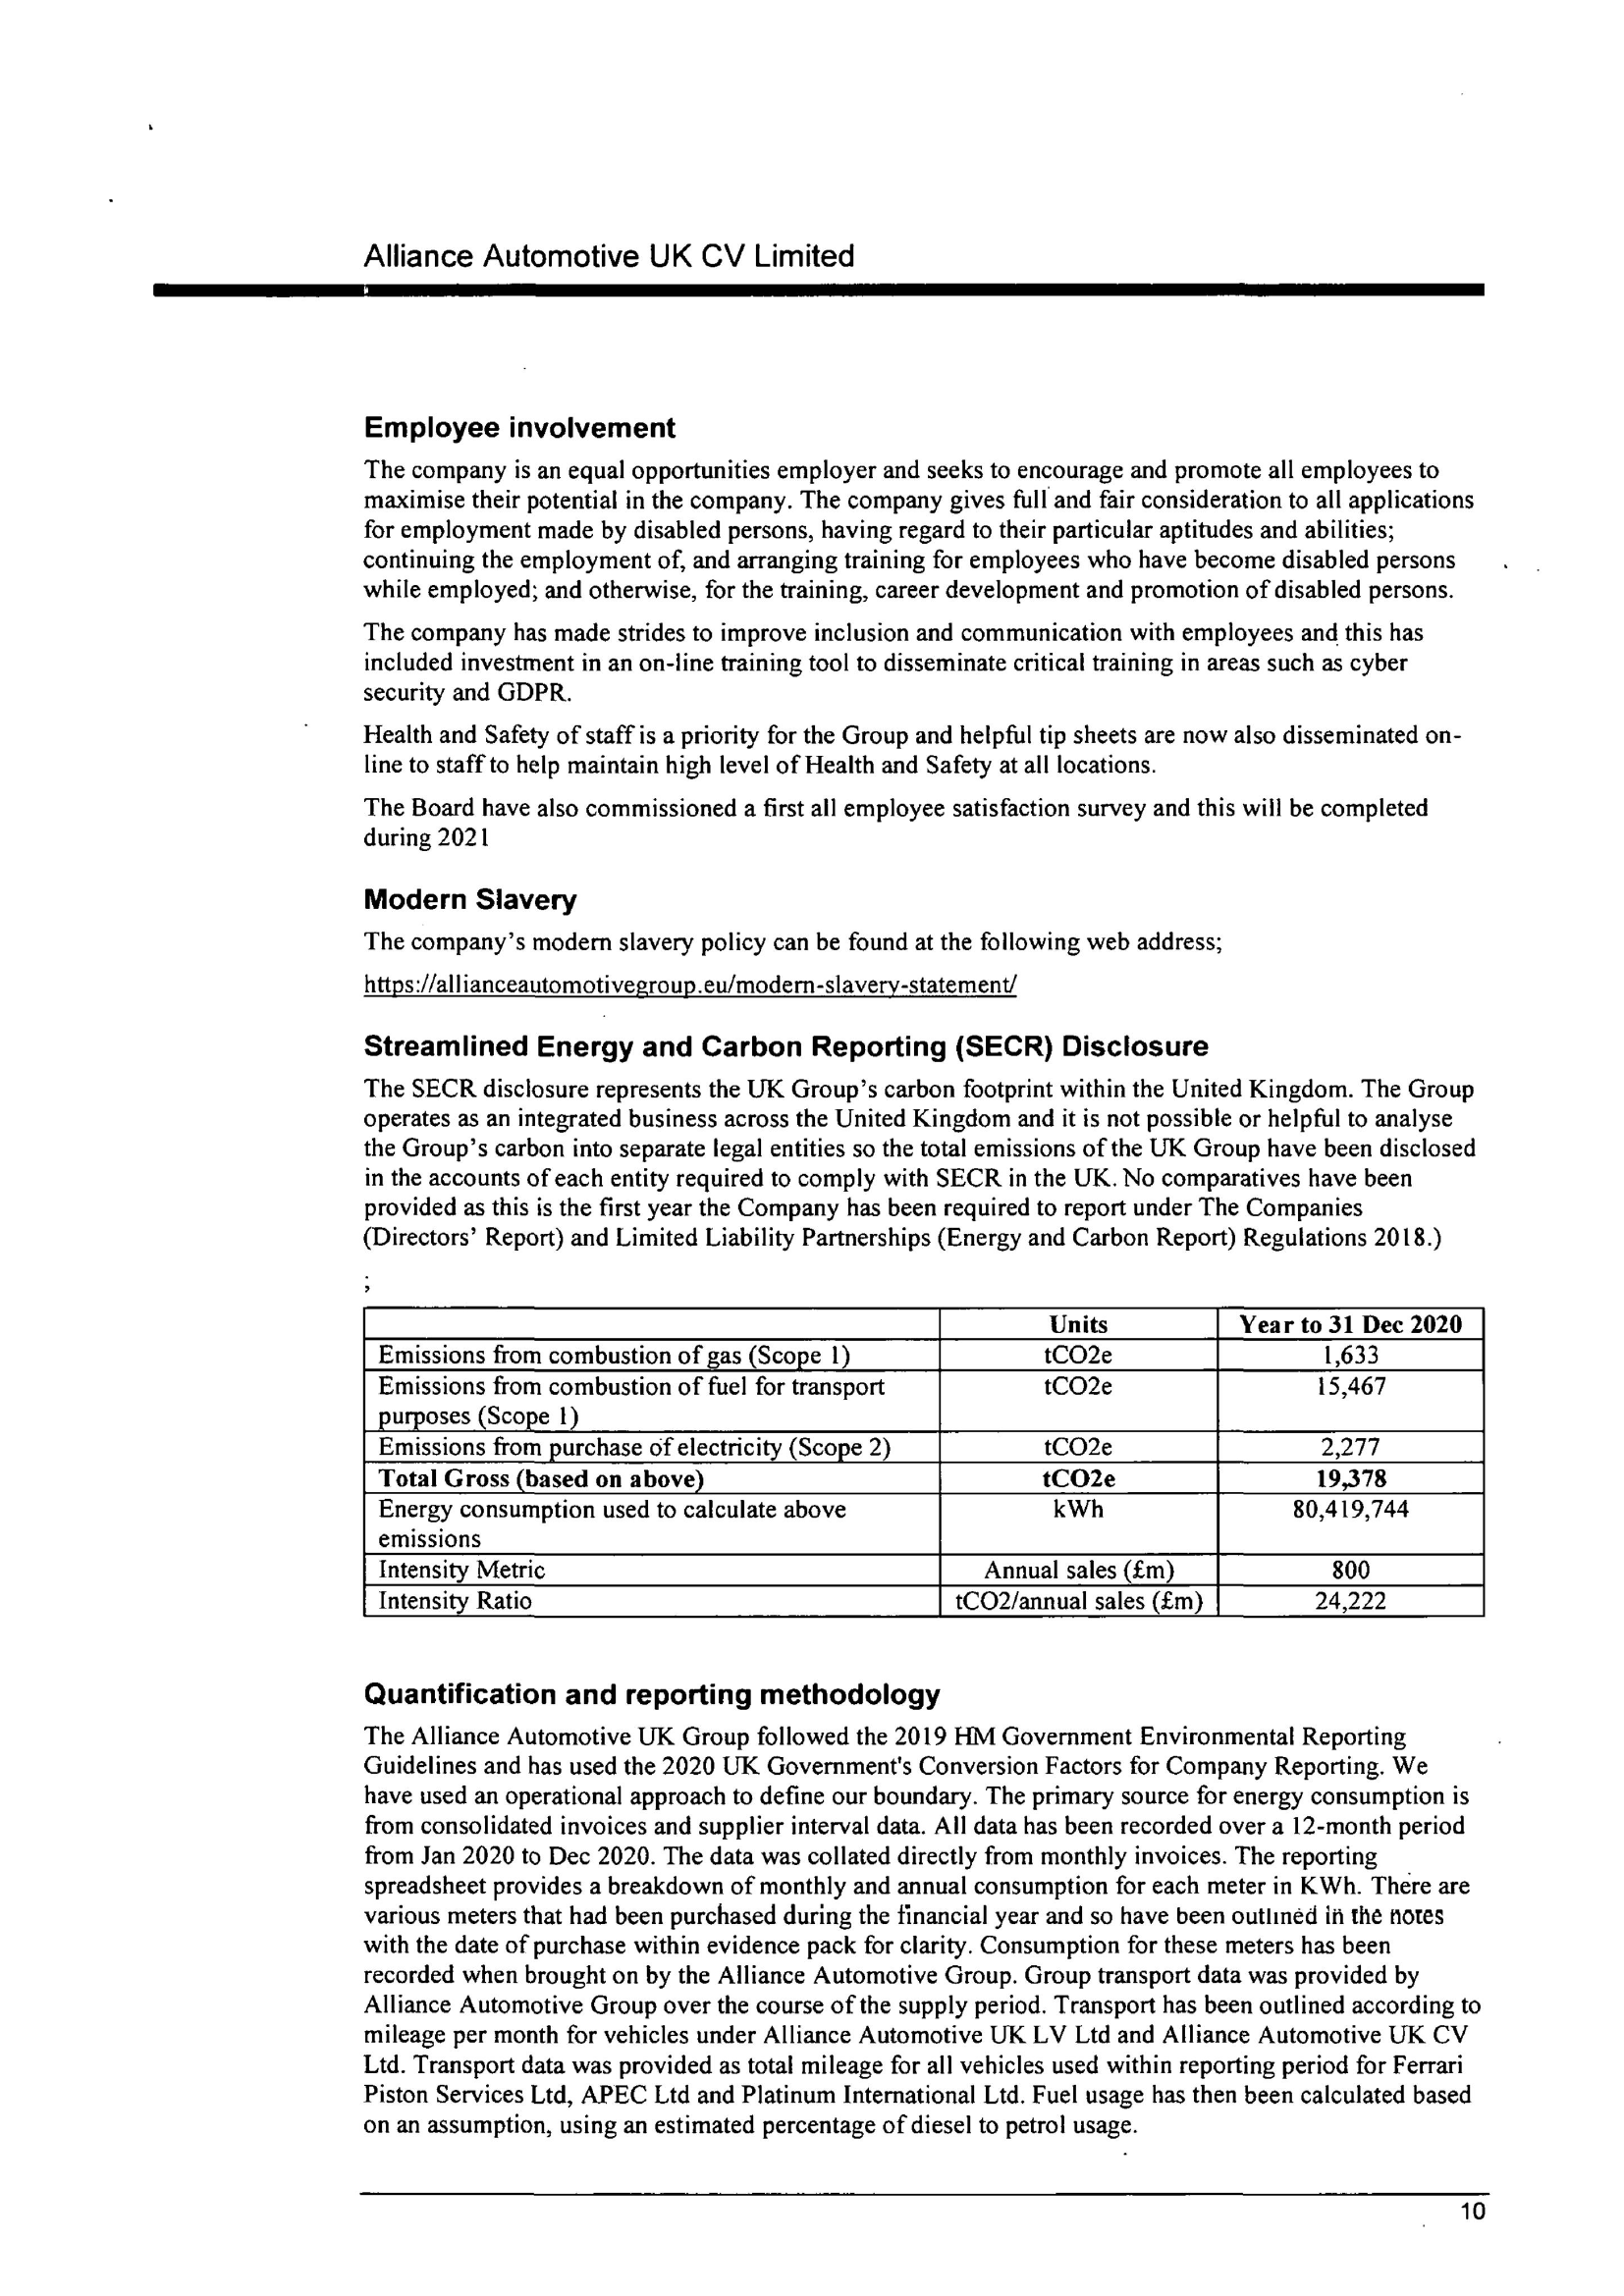 Alliance Automotive UK CV Limited
Employee involvement
The company is an equal opportunities employer and seeks to encourage and promote all employees to
maximise their potential in the company. The company gives full and fair consideration to all applications
for employment made by disabled persons, having regard to their particular aptitudes and abilities;
continuing the employment of, and arranging training for employees who have become disabled persons
while employed; and otherwise, for the training, career development and promotion of disabled persons.
The company has made strides to improve inclusion and communication with employees and this has
included investment in an on-line training tool to disseminate critical training in areas such as cyber
security and GDPR.
Health and Safety of staff is a priority for the Group and helpful tip sheets are now also disseminated on-
line to staff to help maintain high level of Health and Safety at all locations.
The Board have also commissioned a first all employee satisfaction survey and this will be completed
during 2021
Modern Slavery
The company's modern slavery policy can be found at the following web address;
https://allianceautomotivegroup.eu/modern-slavery-statement/
Streamlined Energy and Carbon Reporting (SECR) Disclosure
The SECR disclosure represents the UK Group's carbon footprint within the United Kingdom. The Group
operates as an integrated business across the United Kingdom and it is not possible or helpful to analyse
the Group's carbon into separate legal entities so the total emissions of the UK Group have been disclosed
in the accounts of each entity required to comply with SECR in the UK. No comparatives have been
provided as this is the first year the Company has been required to report under The Companies
(Directors' Report) and Limited Liability Partnerships (Energy and Carbon Report) Regulations 2018.)
;
Units Year to 31 Dec 2020
Emissions from combustion of gas (Scope 1) tCO2e 1,633
Emissions from combustion of fuel for transport tCO2e 15,467
purposes (Scope 1)
Emissions from purchase of electricity (Scope 2) tCO2e 2,277
Total Gross (based on above) tCO2e 19,378
Energy consumption used to calculate above kWh 80,419,744
emissions
Intensity Metric Annual sales (£m) 800
Intensity Ratio tCO2/annual sales (£m) 24,222
Quantification and reporting methodology
The Alliance Automotive UK Group followed the 2019 HM Government Environmental Reporting
Guidelines and has used the 2020 UK Government's Conversion Factors for Company Reporting. We
have used an operational approach to define our boundary. The primary source for energy consumption is
from consolidated invoices and supplier interval data. All data has been recorded over a 12-month period
from Jan 2020 to Dec 2020. The data was collated directly from monthly invoices. The reporting
spreadsheet provides a breakdown of monthly and annual consumption for each meter in KWh. There are
various meters that had been purchased during the financial year and so have been outlined in the notes
with the date of purchase within evidence pack for clarity. Consumption for these meters has been
recorded when brought on by the Alliance Automotive Group. Group transport data was provided by
Alliance Automotive Group over the course of the supply period. Transport has been outlined according to
mileage per month for vehicles under Alliance Automotive UK LV Ltd and Alliance Automotive UK CV
Ltd. Transport data was provided as total mileage for all vehicles used within reporting period for Ferrari
Piston Services Ltd, APEC Ltd and Platinum International Ltd. Fuel usage has then been calculated based
on an assumption, using an estimated percentage of diesel to petrol usage.
10